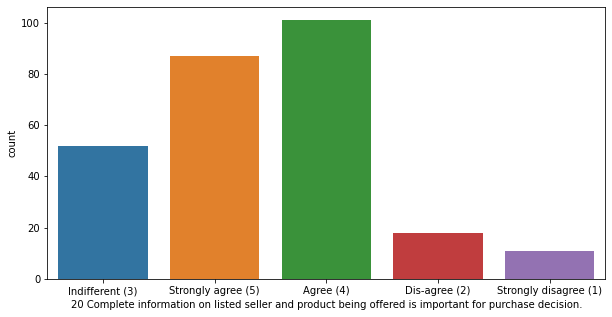 100
80
60
40
20
0
count
Indifferent (3) Strongly agree (5) Agree (4) Dis-agree (2) Strongly disagree (1)
20 Complete information on listed seller and product being offered is important for purchase decision.